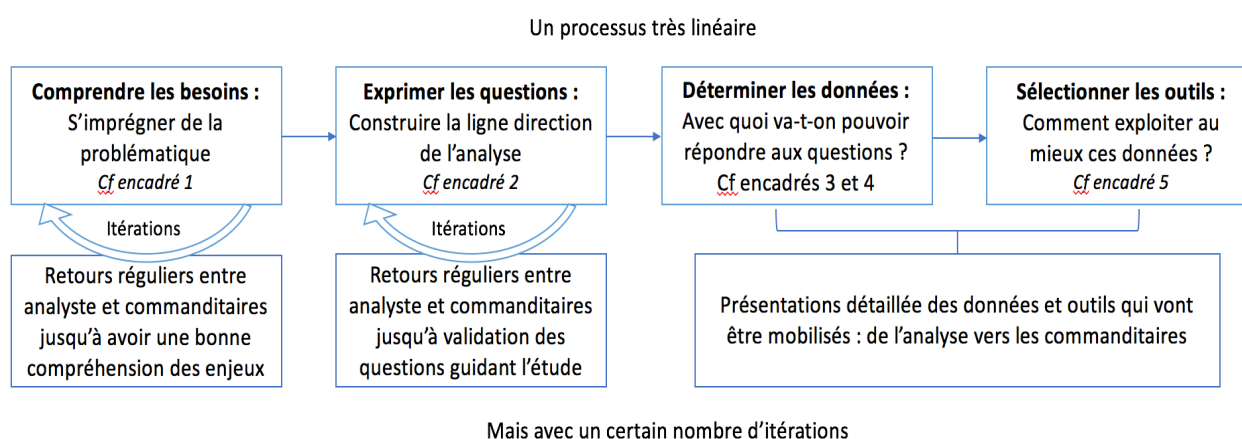 Un processus très linéaire
Comprendre les besoins :
S’imprégner de la
problématique
Cf encadré 1
Exprimer les questions :
Construire la ligne direction
de l’analyse
Cf encadré 2
Déterminer les données :
Avec quoi va-t-on pouvoir
répondre aux questions ?
Cf encadrés 3 et 4
Sélectionner les outils :
Comment exploiter au
mieux ces données ?
Cf encadré 5
Itérations
Itérations
Retours réguliers entre
analyste et commanditaires
jusqu’à avoir une bonne
compréhension des enjeux
Retours réguliers entre
analyste et commanditaires
jusqu’à validation des
questions guidant l’étude
Présentations détaillée des données et outils qui vont
être mobilisés : de l’analyse vers les commanditaires
Mais avec un certain nombre d’itérations